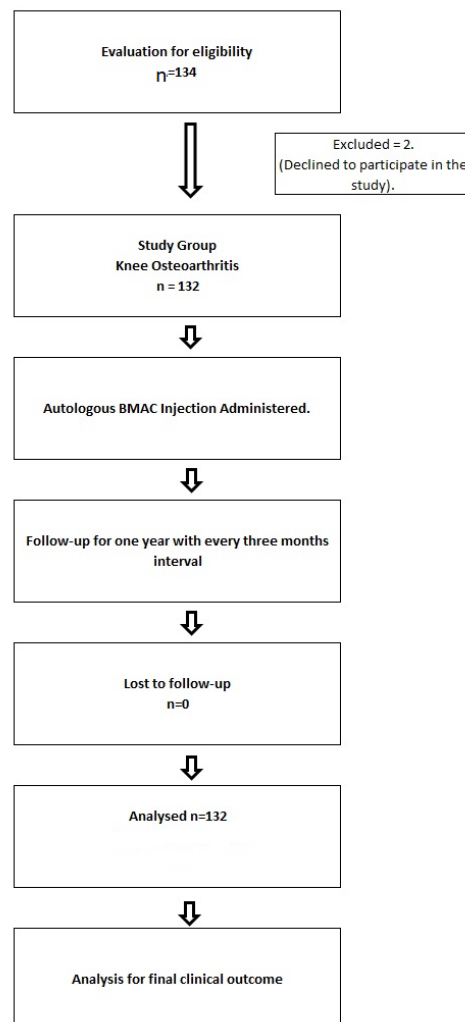 Evaluation for eligibility
n=134
Excluded = 2.
(Declined to participate in the
study).
Study Group
Knee Osteoarthritis
n = 132
Autologous BMAC Injection Administered.
Follow-up for one year with every three months
interval
Lost to follow-up
n=0
Analysed n=132
Analysis for final clinical outcome